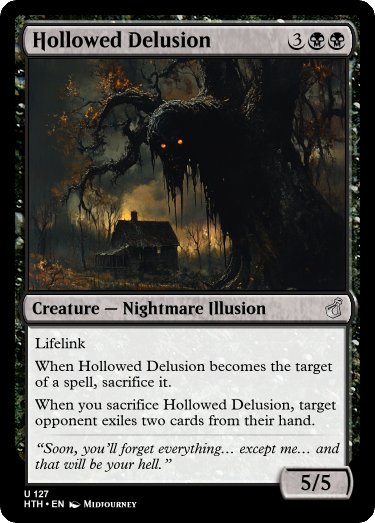 Hollowed Delusion 3
Creature — Nightmare Illusion
Lifelink
When Hollowed Delusion becomes the target
of a spell, sacrifice it.
When you sacrifice Hollowed Delusion, target
opponent exiles two cards from their hand.
“Soon, you’ll forget everything… except me… and
that will be your hell.”
5/5
U 127
HTH • EN Midjourney